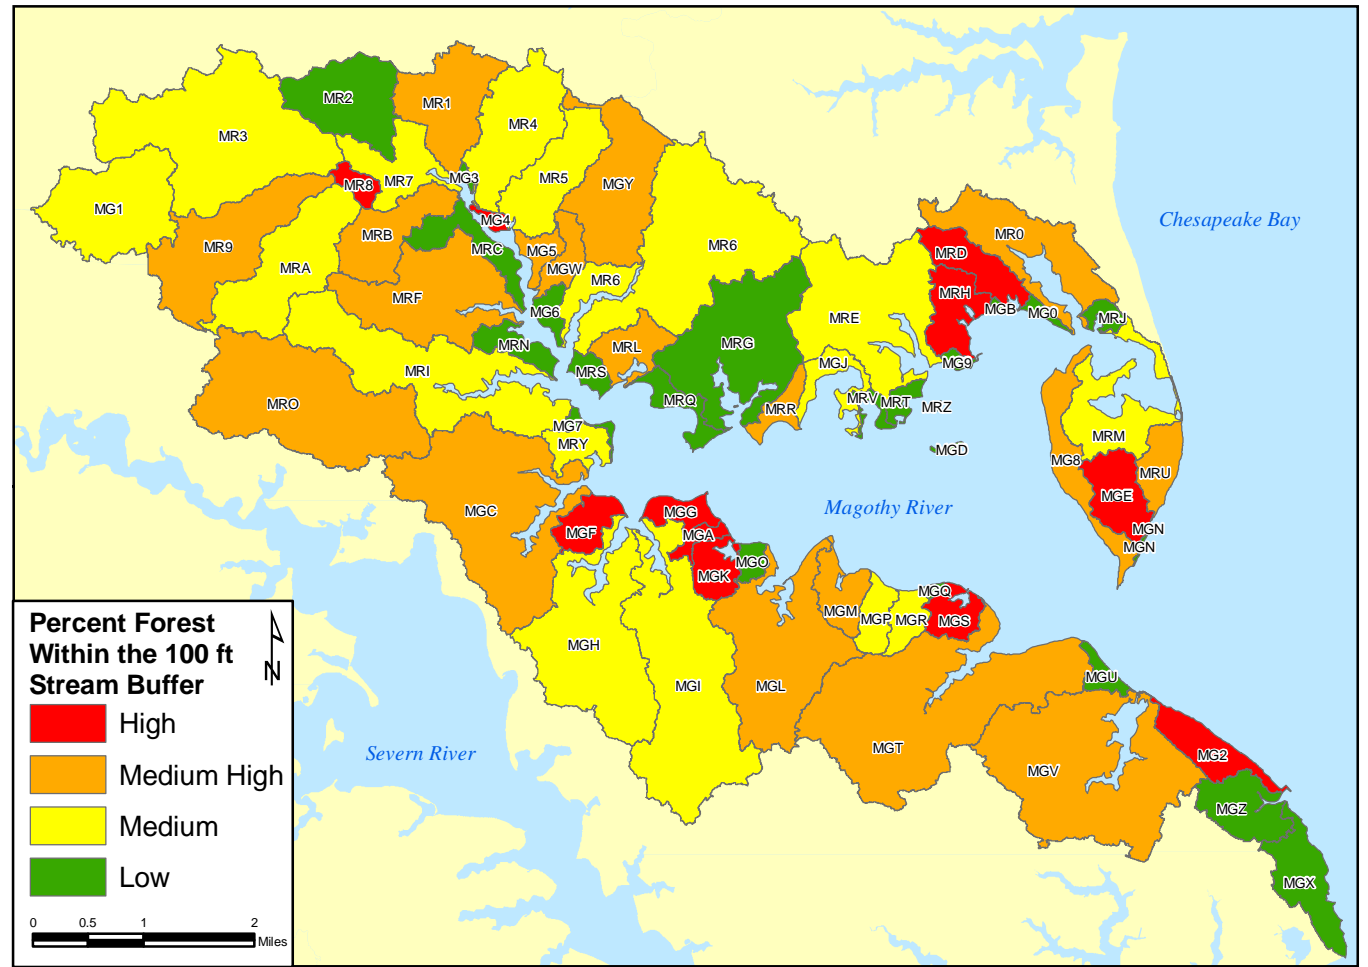 MR2
MR1
MR4
MR3
MR5
MG3
MR7
MR8
MGY
MG1
MG4
Chesapeake Bay
MR0
MRB
MR9
MRC
MG5
MR6
MRD
MRA
MGW
MR6
MRH
MRF
MG6
MGB
MG0
MRJ
MRE
MRN
MRL
MRG
MGJ
MG9
MRI
MRS
MRQ
MRR
MRV
MRT
MRZ
MRO
MG7
MRY
MRM
MGD
MG8
MRU
MGE
MGC
MGG
Magothy River
MGF
MGA
MGN
MGN
MGO
MGK
MGQ
MGM
MGP
MGR
MGS
MGH
MGI
MGL
MGU
MGT
Severn River
MG2
MGV
MGZ
MGX
Percent Forest
Within the 100 ft
Stream Buffer
N
High
Medium High
Medium
Low
0 0.5 1 2
Miles